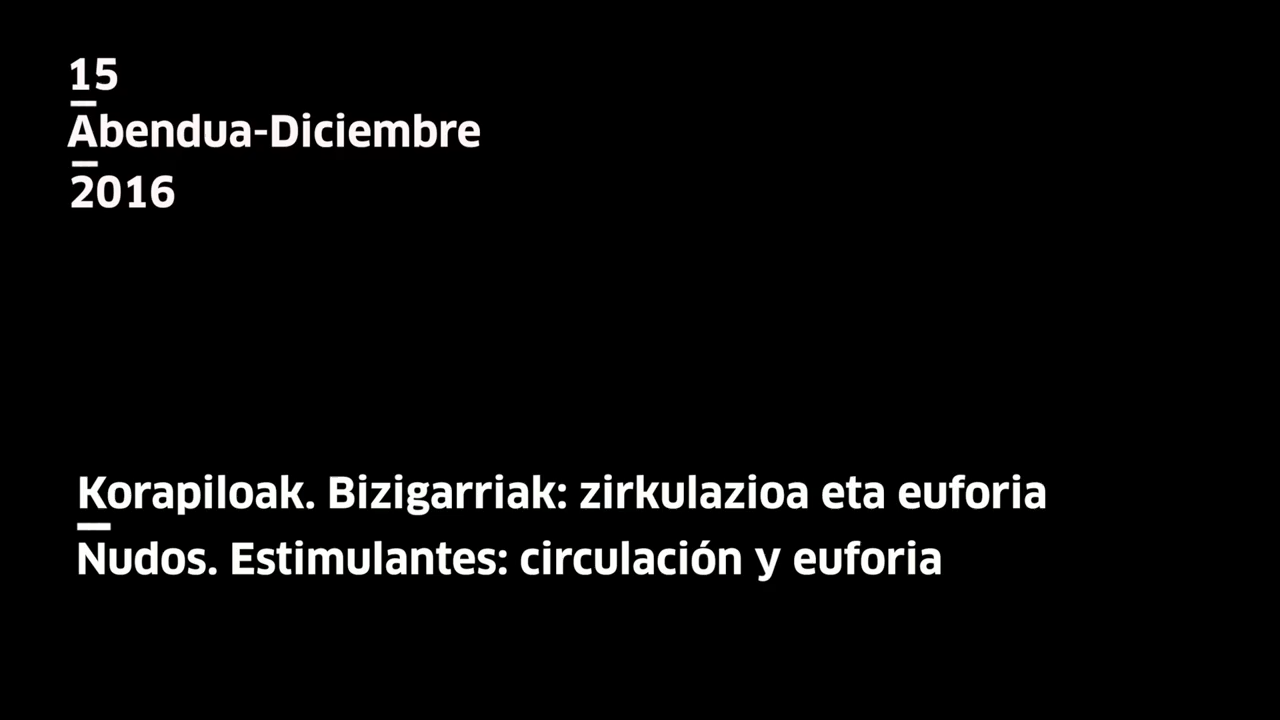 15
Abendua-Diciembre
2016
Korapiloak. Bizigarriak: zirkulazioa eta euforia
Nudos. Estimulantes: circulación y euforia